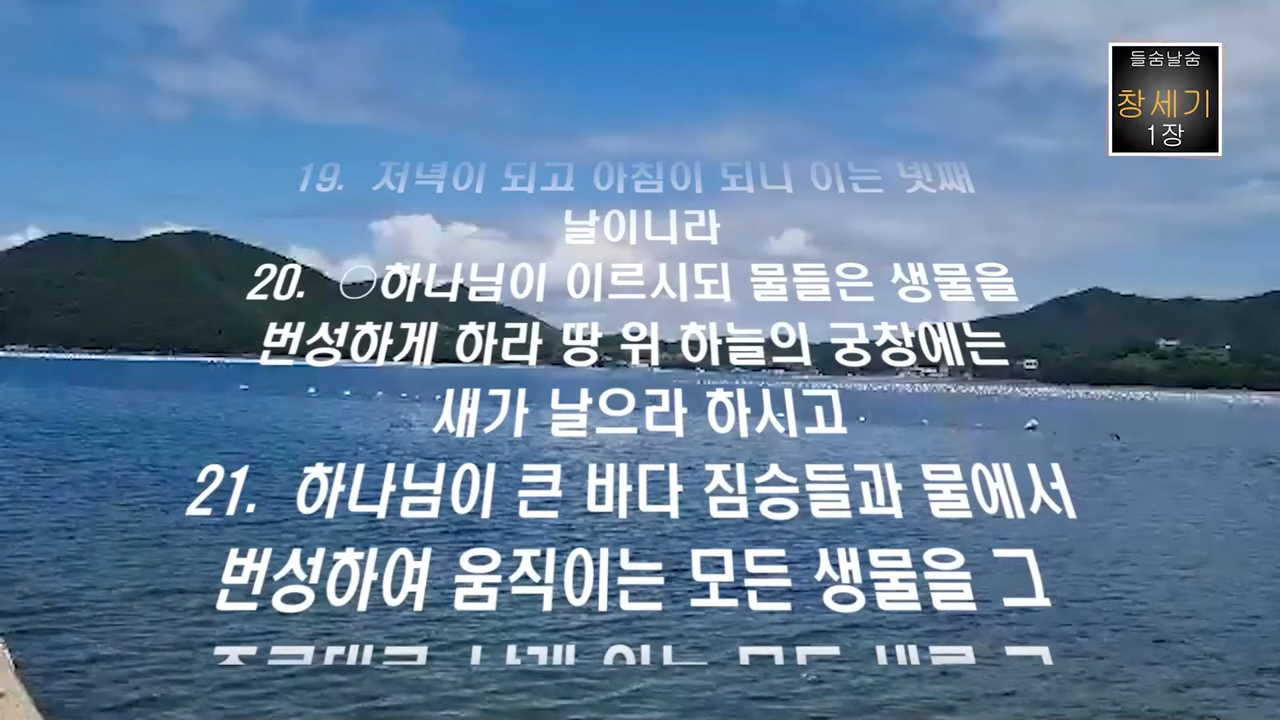 들숨날숨
창세기
1장
19. 저녁이 되고 아침이 되니 이는 넷째
날이니라
20. ○하나님이 이르시되 물들은 생물을
번성하게 하라 땅 위 하늘의 궁창에는
새가 날으라 하시고
21. 하나님이 큰 바다 짐승들과 물에서
번성하여 움직이는 모든 생물을 그